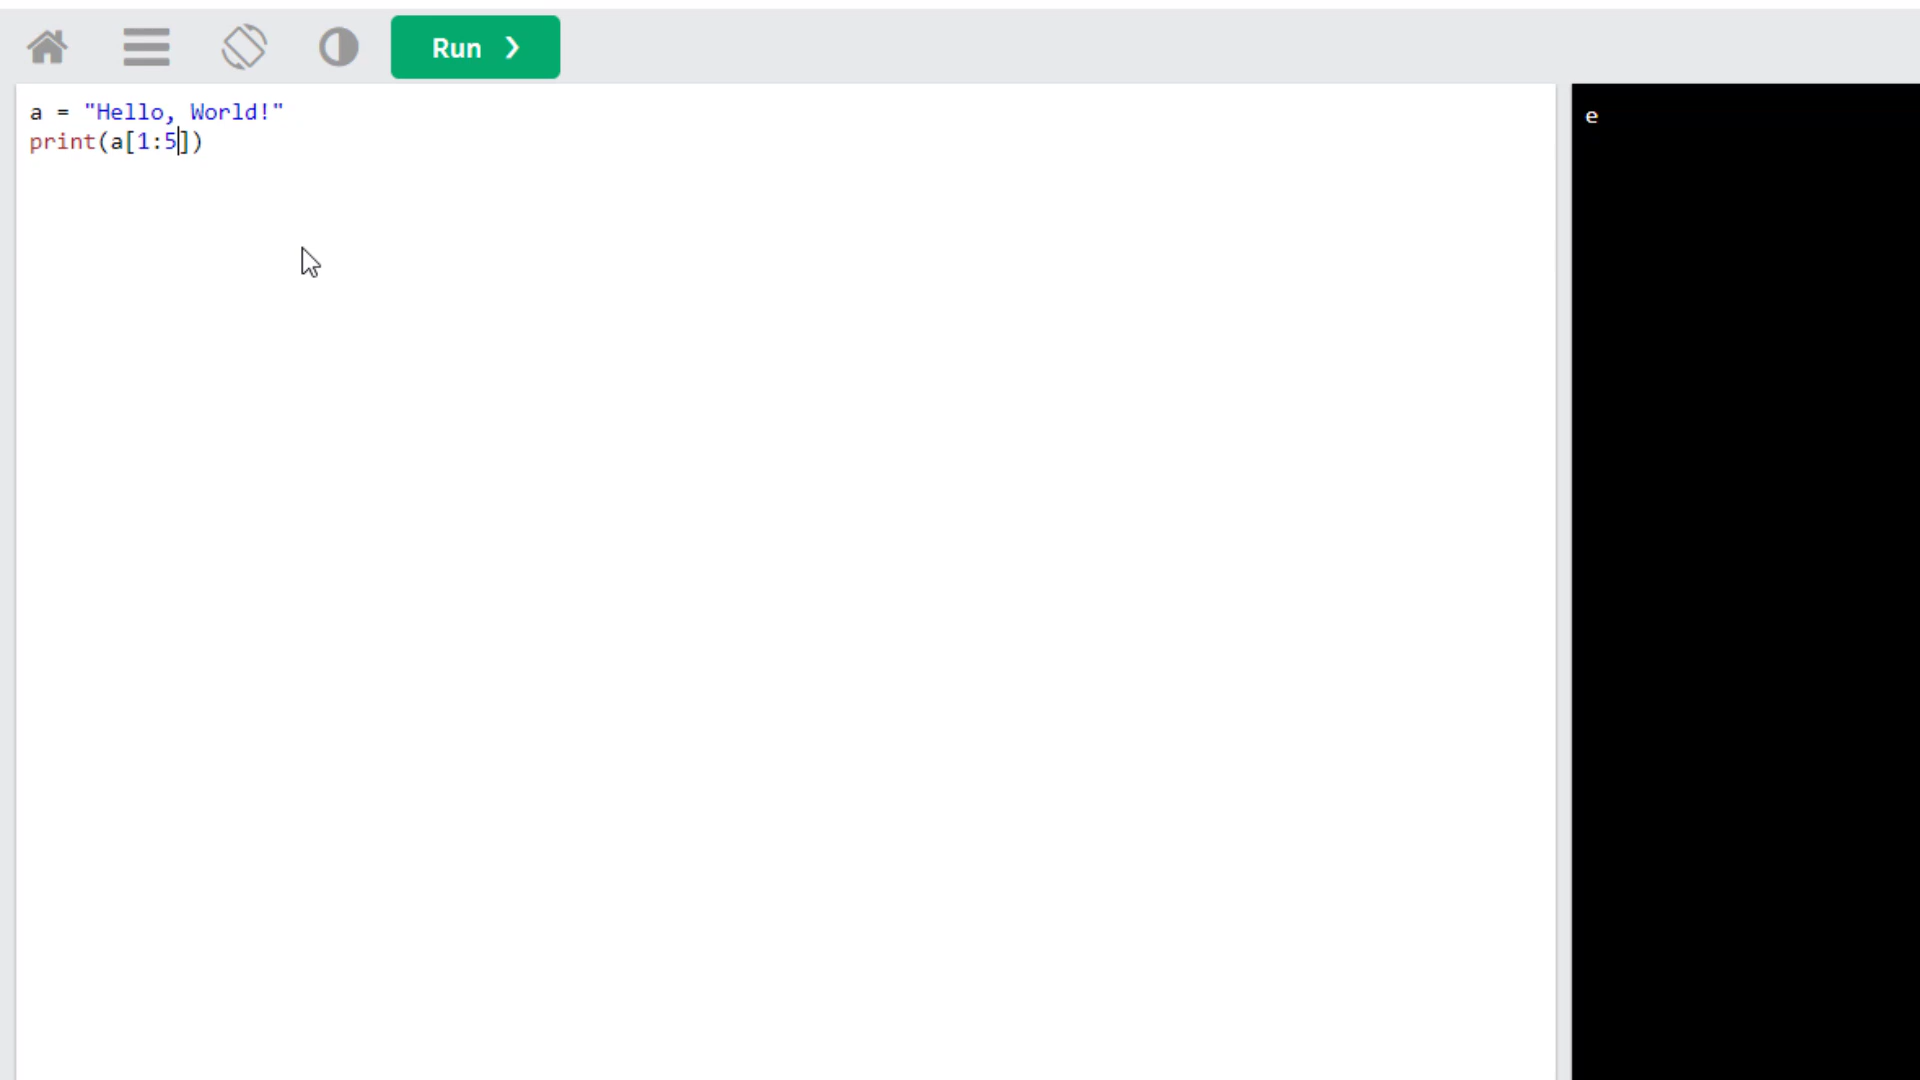 Run ❯
a = "Hello, World!"
print(a[1:5])
e